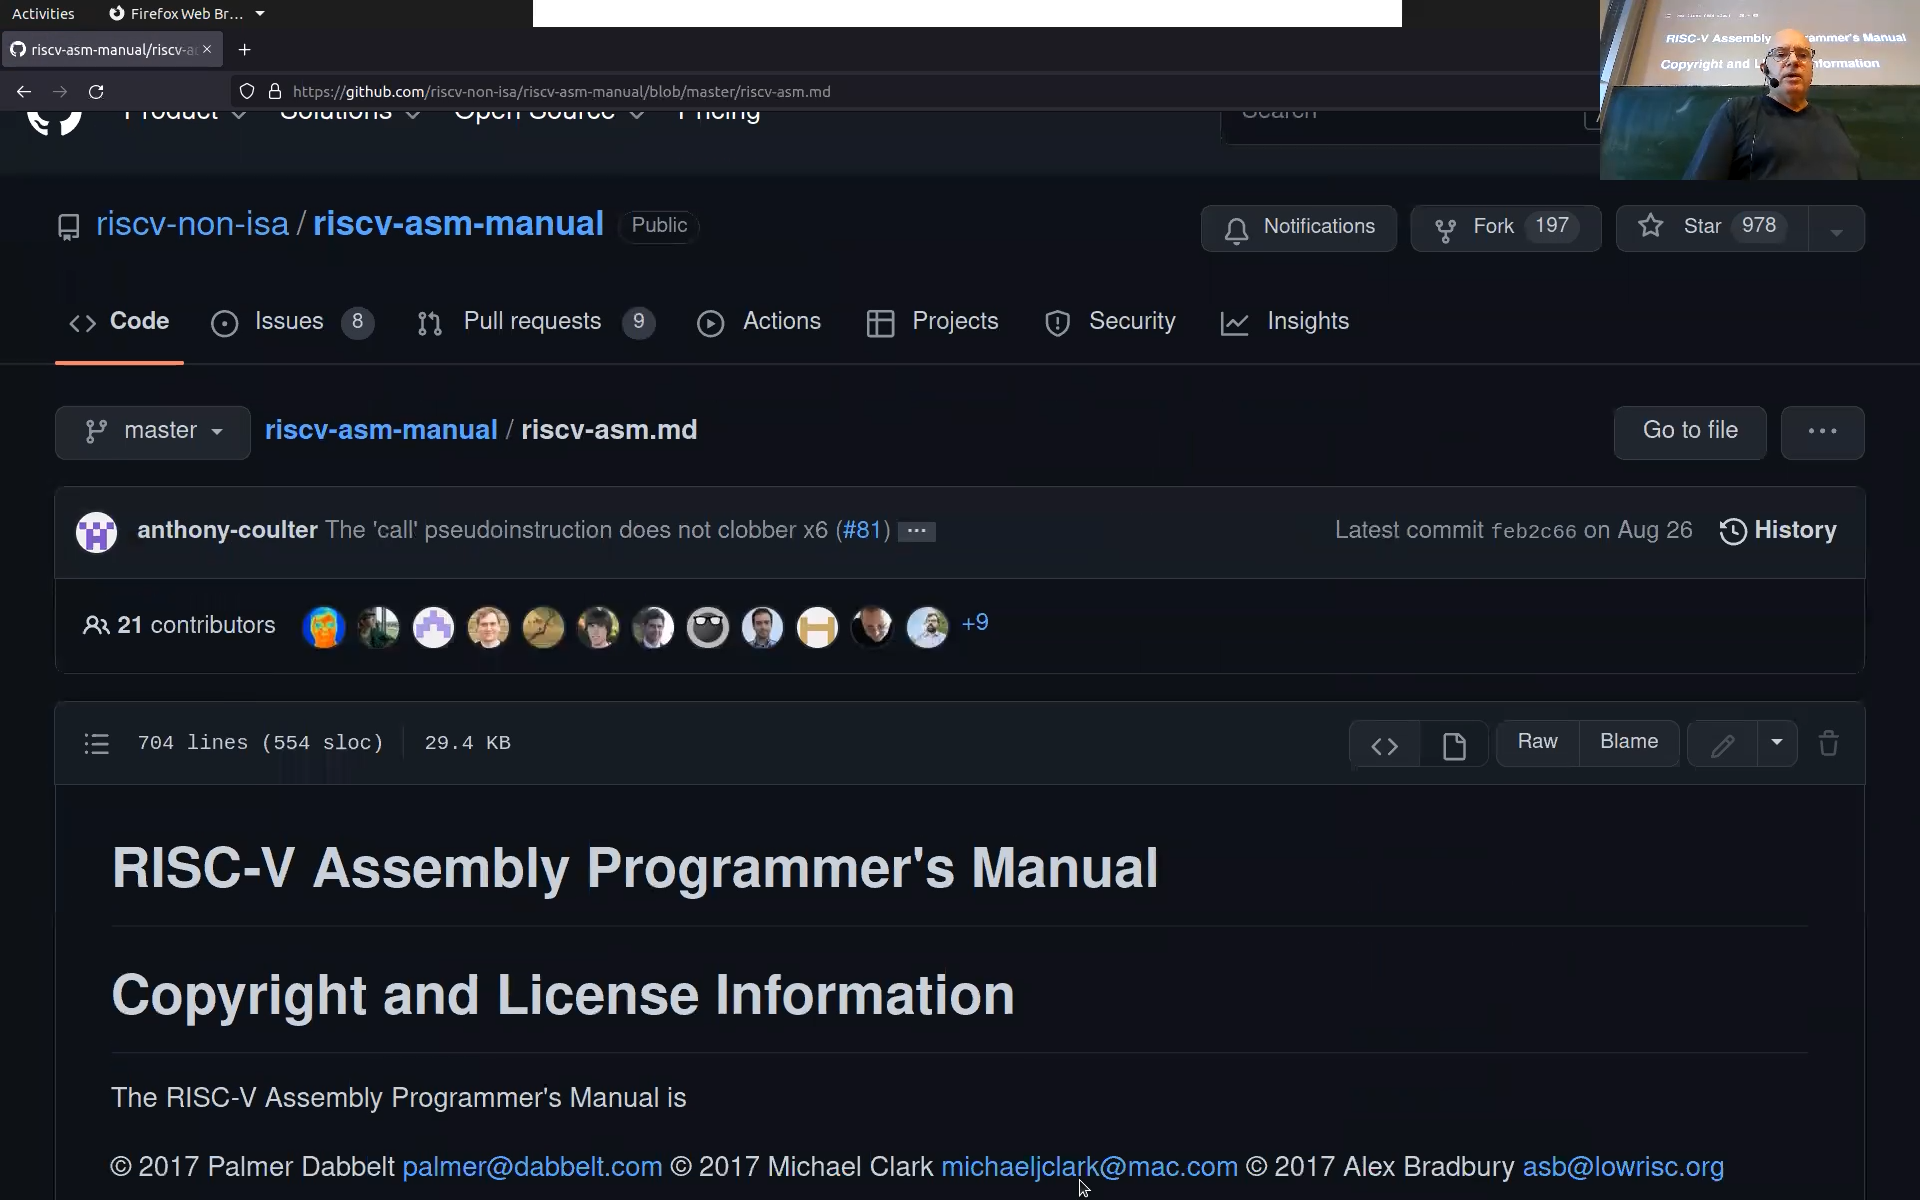 Activities
Firefox Web Br…
riscv-asm-manual/riscv-a
https://github.com/riscv-non-isa/riscv-asm-manual/blob/master/riscv-asm.md
RISC-V Assembly Programmer's Manual
Copyright and License Information
Product Solutions Open Source Pricing
Search
riscv-non-isa / riscv-asm-manual Public
Notifications Fork 197 Star 978
Code Issues 8 Pull requests 9 Actions Projects Security Insights
master riscv-asm-manual / riscv-asm.md Go to file ...
anthony-coulter The 'call' pseudoinstruction does not clobber x6 (#81) ... Latest commit feb2c66 on Aug 26 History
21 contributors +9
704 lines (554 sloc) 29.4 KB <> Raw Blame
RISC-V Assembly Programmer's Manual
Copyright and License Information
The RISC-V Assembly Programmer's Manual is
© 2017 Palmer Dabbelt palmer@dabbelt.com © 2017 Michael Clark michaeljclark@mac.com © 2017 Alex Bradbury asb@lowrisc.org